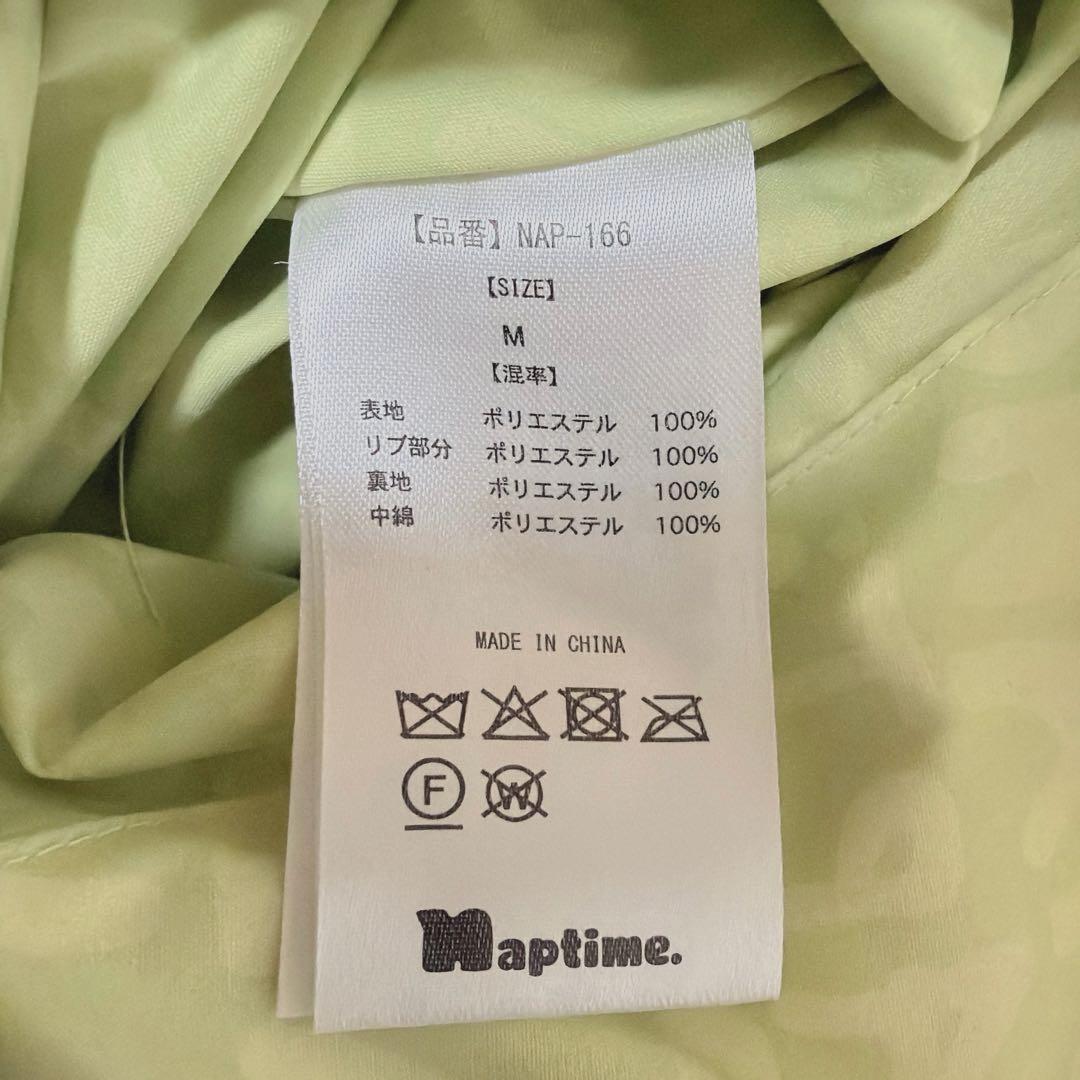 【品番】NAP-166
【SIZE】
M
【混率】
表地 ポリエステル 100%
リブ部分 ポリエステル 100%
裏地 ポリエステル 100%
中綿 ポリエステル 100%
MADE IN CHINA
F W
Naptime.